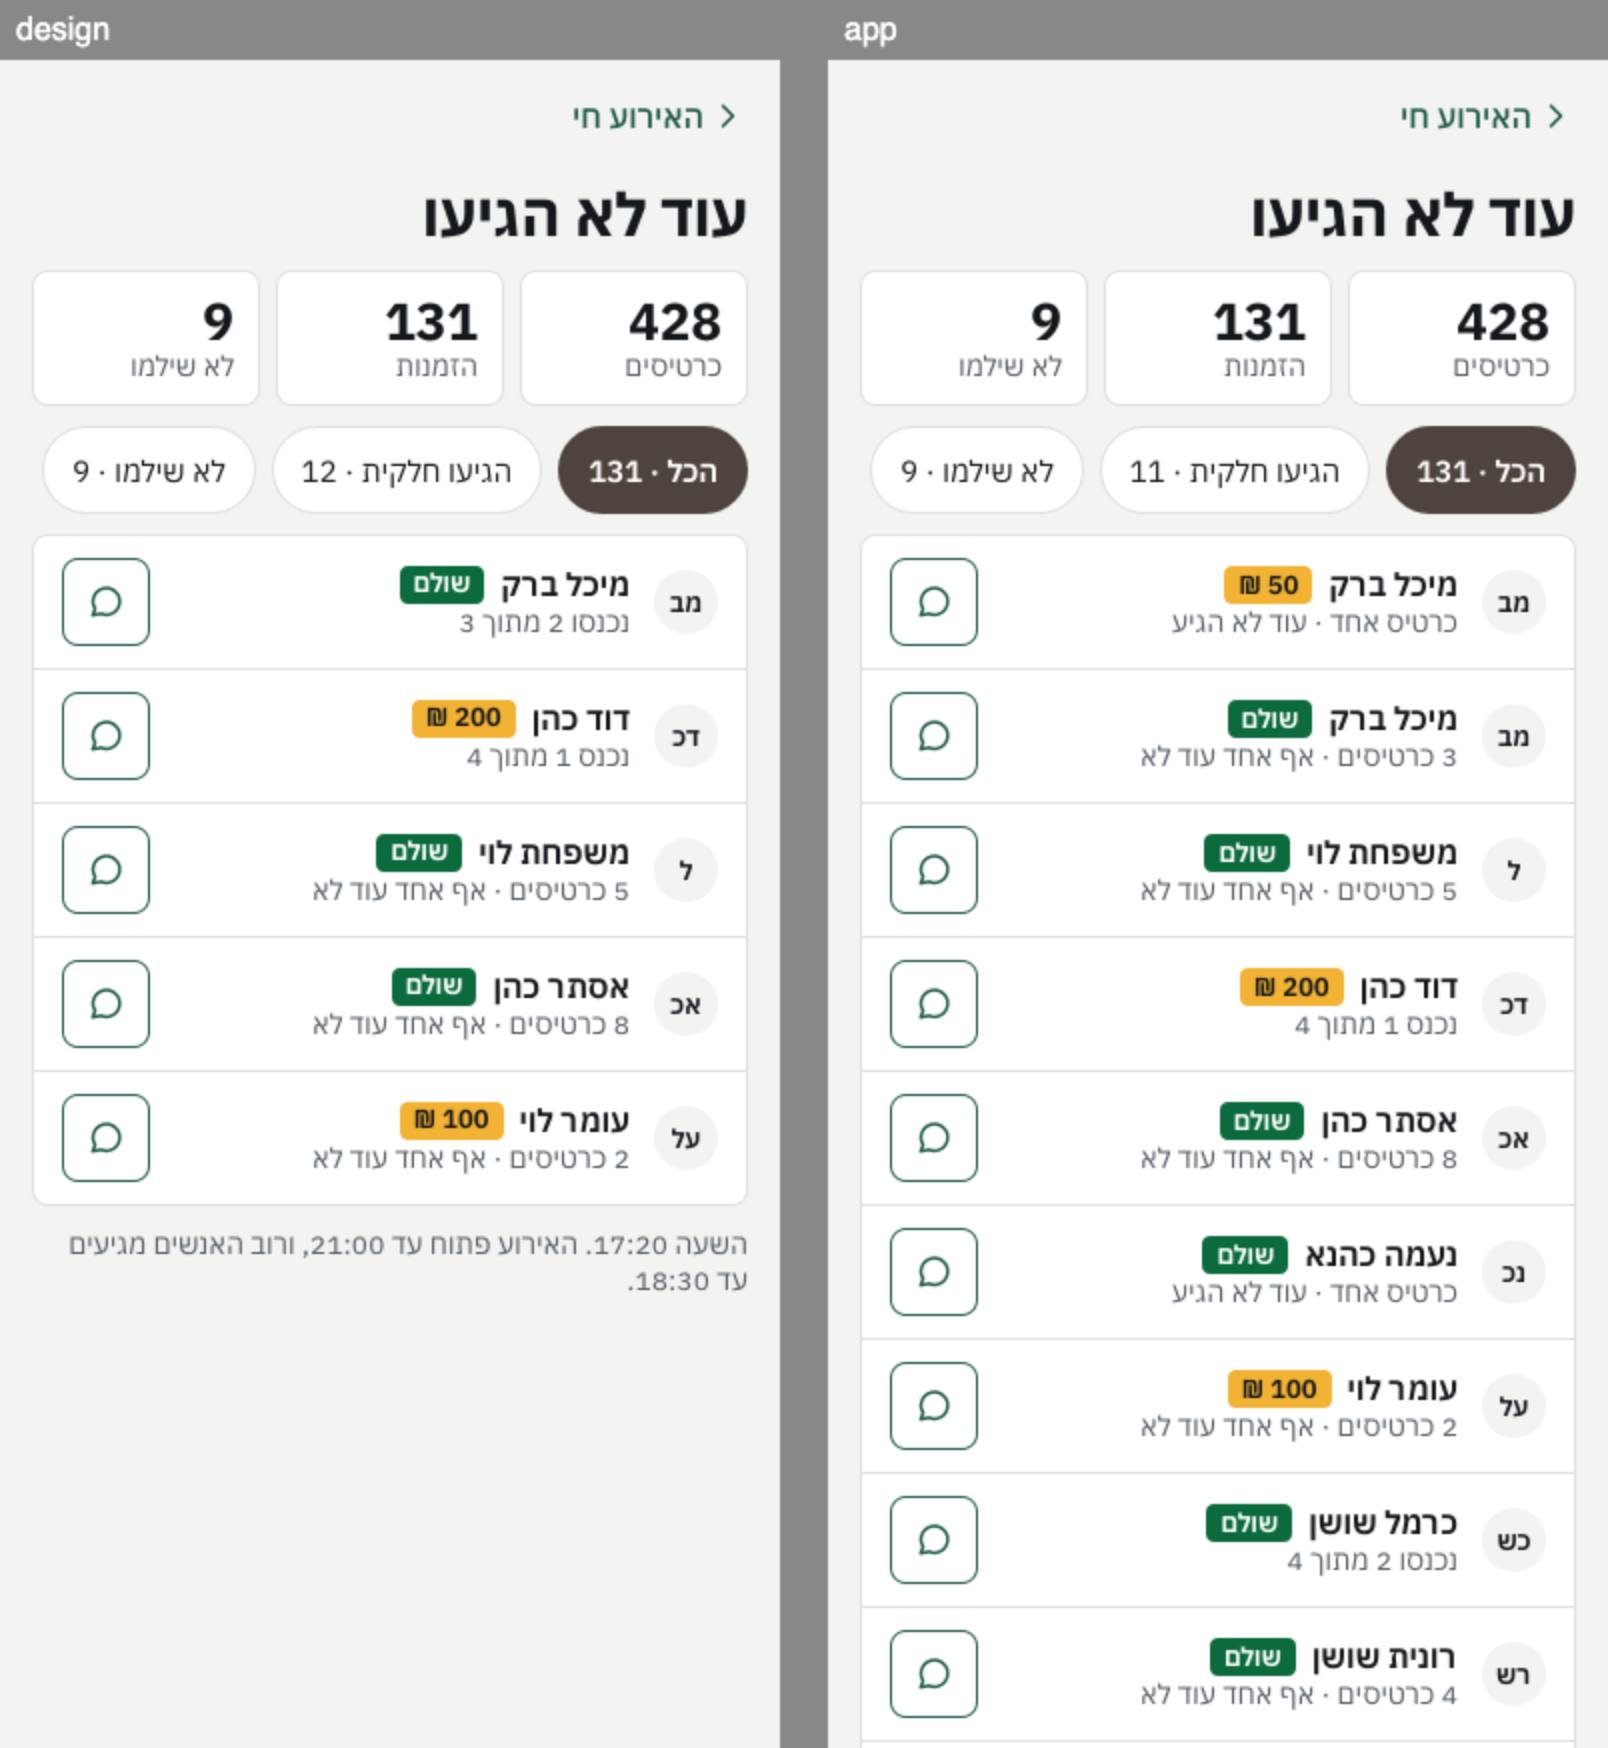 design
האירוע חי
עוד לא הגיעו
428
כרטיסים
131
הזמנות
9
לא שילמו
הכל · 131
הגיעו חלקית · 12
לא שילמו · 9
מב
מיכל ברק שולם
נכנסו 2 מתוך 3
דכ
דוד כהן 200 ₪
נכנס 1 מתוך 4
ל
משפחת לוי שולם
5 כרטיסים · אף אחד עוד לא
אכ
אסתר כהן שולם
8 כרטיסים · אף אחד עוד לא
על
עומר לוי 100 ₪
2 כרטיסים · אף אחד עוד לא
השעה 17:20. האירוע פתוח עד 21:00, ורוב האנשים מגיעים
עד 18:30.
app
האירוע חי
עוד לא הגיעו
428
כרטיסים
131
הזמנות
9
לא שילמו
הכל · 131
הגיעו חלקית · 11
לא שילמו · 9
מב
מיכל ברק 50 ₪
כרטיס אחד · עוד לא הגיע
מב
מיכל ברק שולם
3 כרטיסים · אף אחד עוד לא
ל
משפחת לוי שולם
5 כרטיסים · אף אחד עוד לא
דכ
דוד כהן 200 ₪
נכנס 1 מתוך 4
אכ
אסתר כהן שולם
8 כרטיסים · אף אחד עוד לא
נכ
נעמה כהנא שולם
כרטיס אחד · עוד לא הגיע
על
עומר לוי 100 ₪
2 כרטיסים · אף אחד עוד לא
כש
כרמל שושן שולם
נכנסו 2 מתוך 4
רש
רונית שושן שולם
4 כרטיסים · אף אחד עוד לא